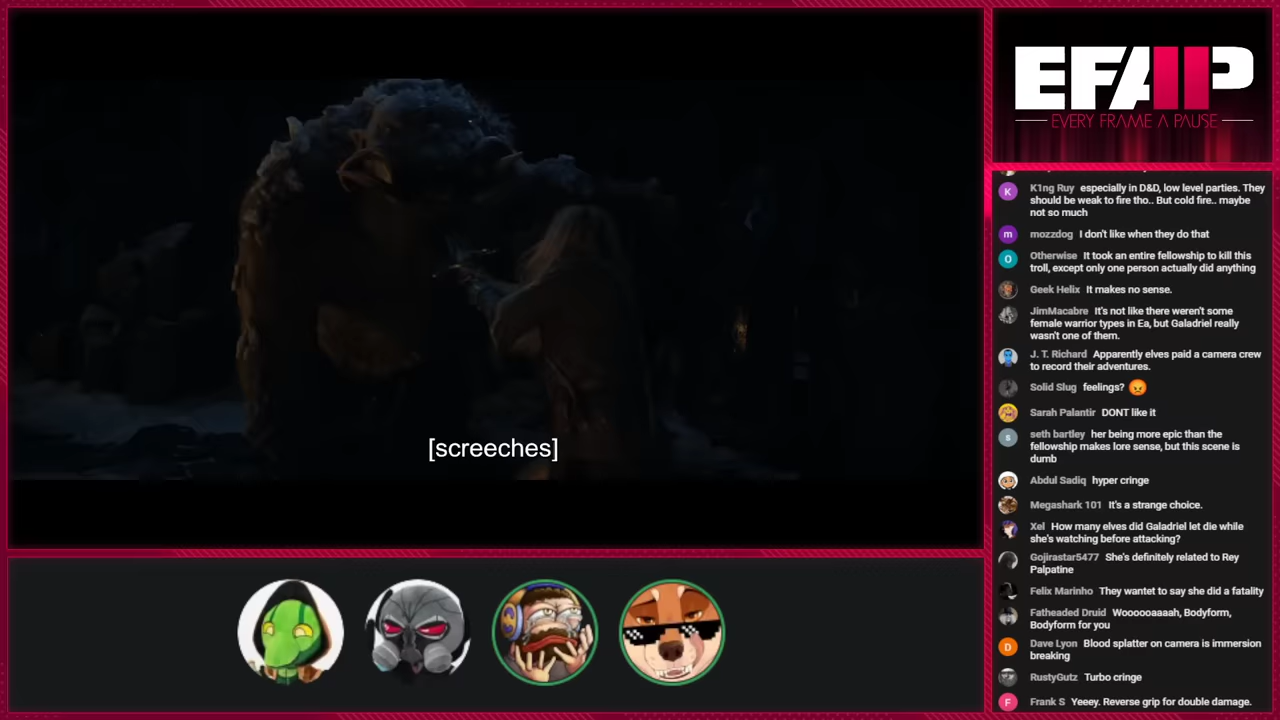 [screeches]
EFAP
EVERY FRAME A PAUSE
K K1ng Ruy especially in D&D, low level parties. They
should be weak to fire tho.. But cold fire.. maybe
not so much
m mozzdog I don't like when they do that
O Otherwise It took an entire fellowship to kill this
troll, except only one person actually did anything
Geek Helix It makes no sense.
JimMacabre It's not like there weren't some
female warrior types in Ea, but Galadriel really
wasn't one of them.
J. T. Richard Apparently elves paid a camera crew
to record their adventures.
Solid Slug feelings? 😡
Sarah Palantir DONT like it
s seth bartley her being more epic than the
fellowship makes lore sense, but this scene is
dumb
Abdul Sadiq hyper cringe
Megashark 101 It's a strange choice.
Xel How many elves did Galadriel let die while
she's watching before attacking?
Gojirastar5477 She's definitely related to Rey
Palpatine
Felix Marinho They wantet to say she did a fatality
Fatheaded Druid Woooooaaaah, Bodyform,
Bodyform for you
D Dave Lyon Blood splatter on camera is immersion
breaking
RustyGutz Turbo cringe
F Frank S Yeeey. Reverse grip for double damage.